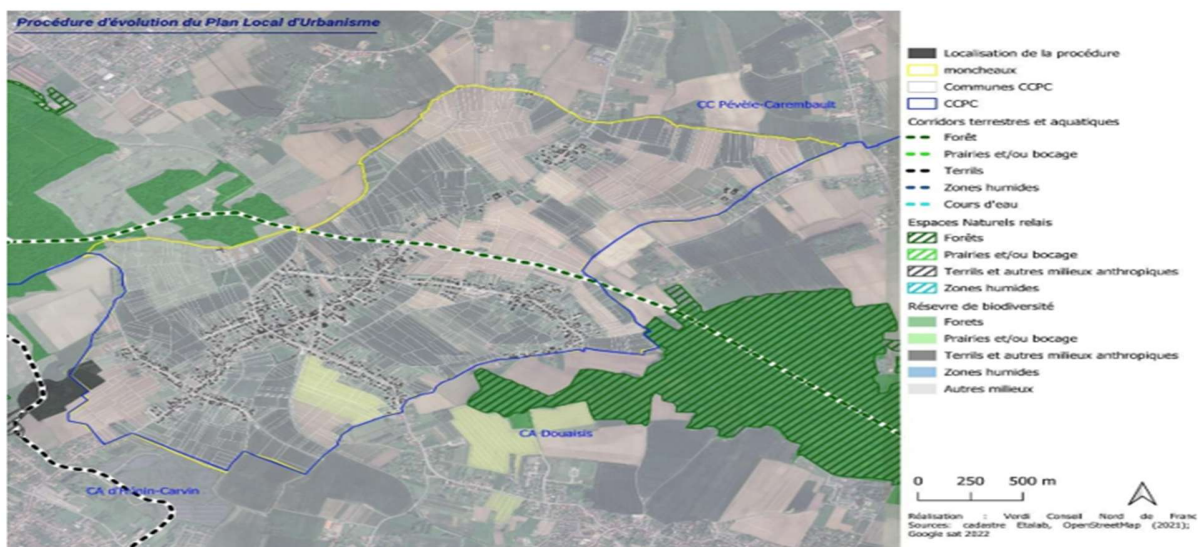 Procédure d'évolution du Plan Local d'Urbanisme
CC Pévèle-Carembault
CA Douaisis
CA d'Hénin-Carvin
Localisation de la procédure
moncheaux
Communes CCPC
CCPC
Corridors terrestres et aquatiques
Forêt
Prairies et/ou bocage
Terrils
Zones humides
Cours d'eau
Espaces Naturels relais
Forêts
Prairies et/ou bocage
Terrils et autres milieux anthropiques
Zones humides
Résevre de biodiversité
Forets
Prairies et/ou bocage
Terrils et autres milieux anthropiques
Zones humides
Autres milieux
0 250 500 m
Réalisation : Verdi Conseil Nord de Franc
Sources: cadastre Etalab, OpenStreetMap (2021);
Google sat 2022